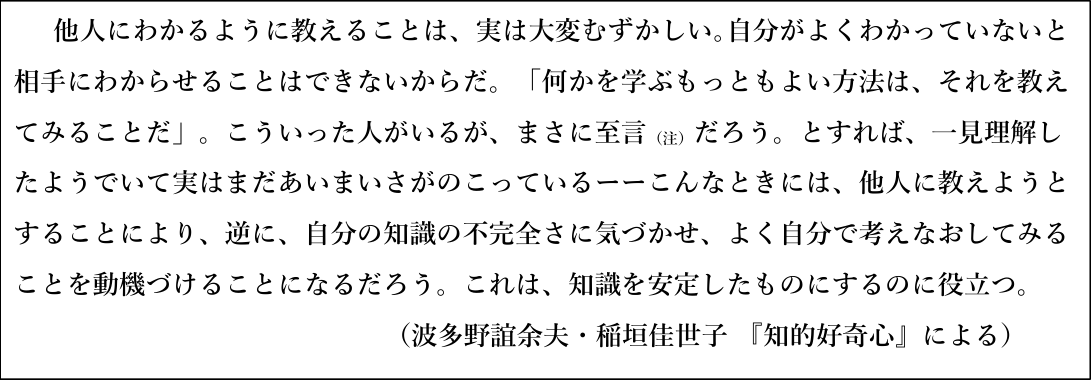 他人にわかるように教えることは、実は大変むずかしい。自分がよくわかっていないと
相手にわからせることはできないからだ。「何かを学ぶもっともよい方法は、それを教え
てみることだ」。こういった人がいるが、まさに至言（注）だろう。とすれば、一見理解し
たようでいて実はまだあいまいさがのこっているーーこんなときには、他人に教えようと
することにより、逆に、自分の知識の不完全さに気づかせ、よく自分で考えなおしてみる
ことを動機づけることになるだろう。これは、知識を安定したものにするのに役立つ。
（波多野誼余夫・稲垣佳世子 『知的好奇心』による）